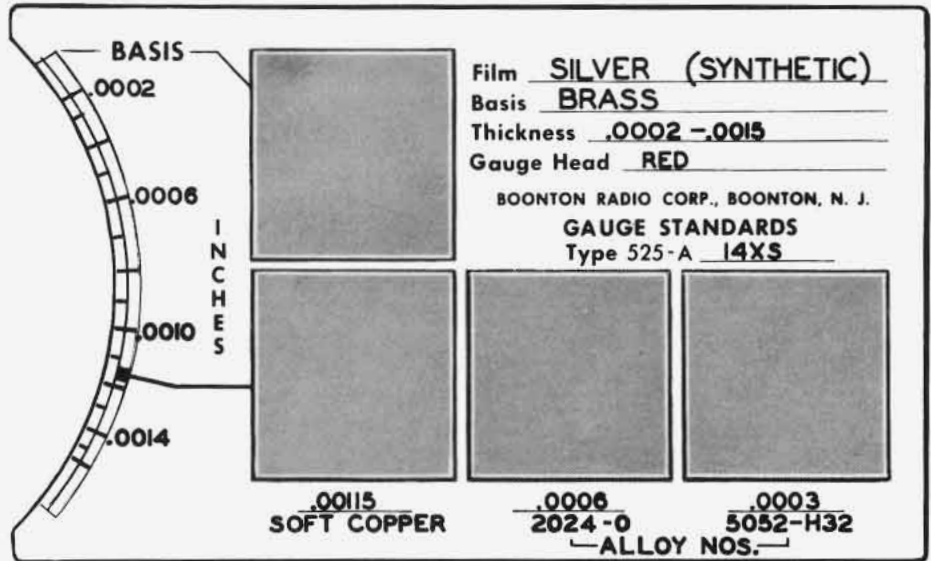 BASIS
.0002
.0006
.0010
.0014
INCHES
Film SILVER (SYNTHETIC)
Basis BRASS
Thickness .0002 -.0015
Gauge Head RED
BOONTON RADIO CORP., BOONTON, N. J.
GAUGE STANDARDS
Type 525-A 14XS
.00115
SOFT COPPER
.0006
2024-0
.0003
5052-H32
ALLOY NOS.